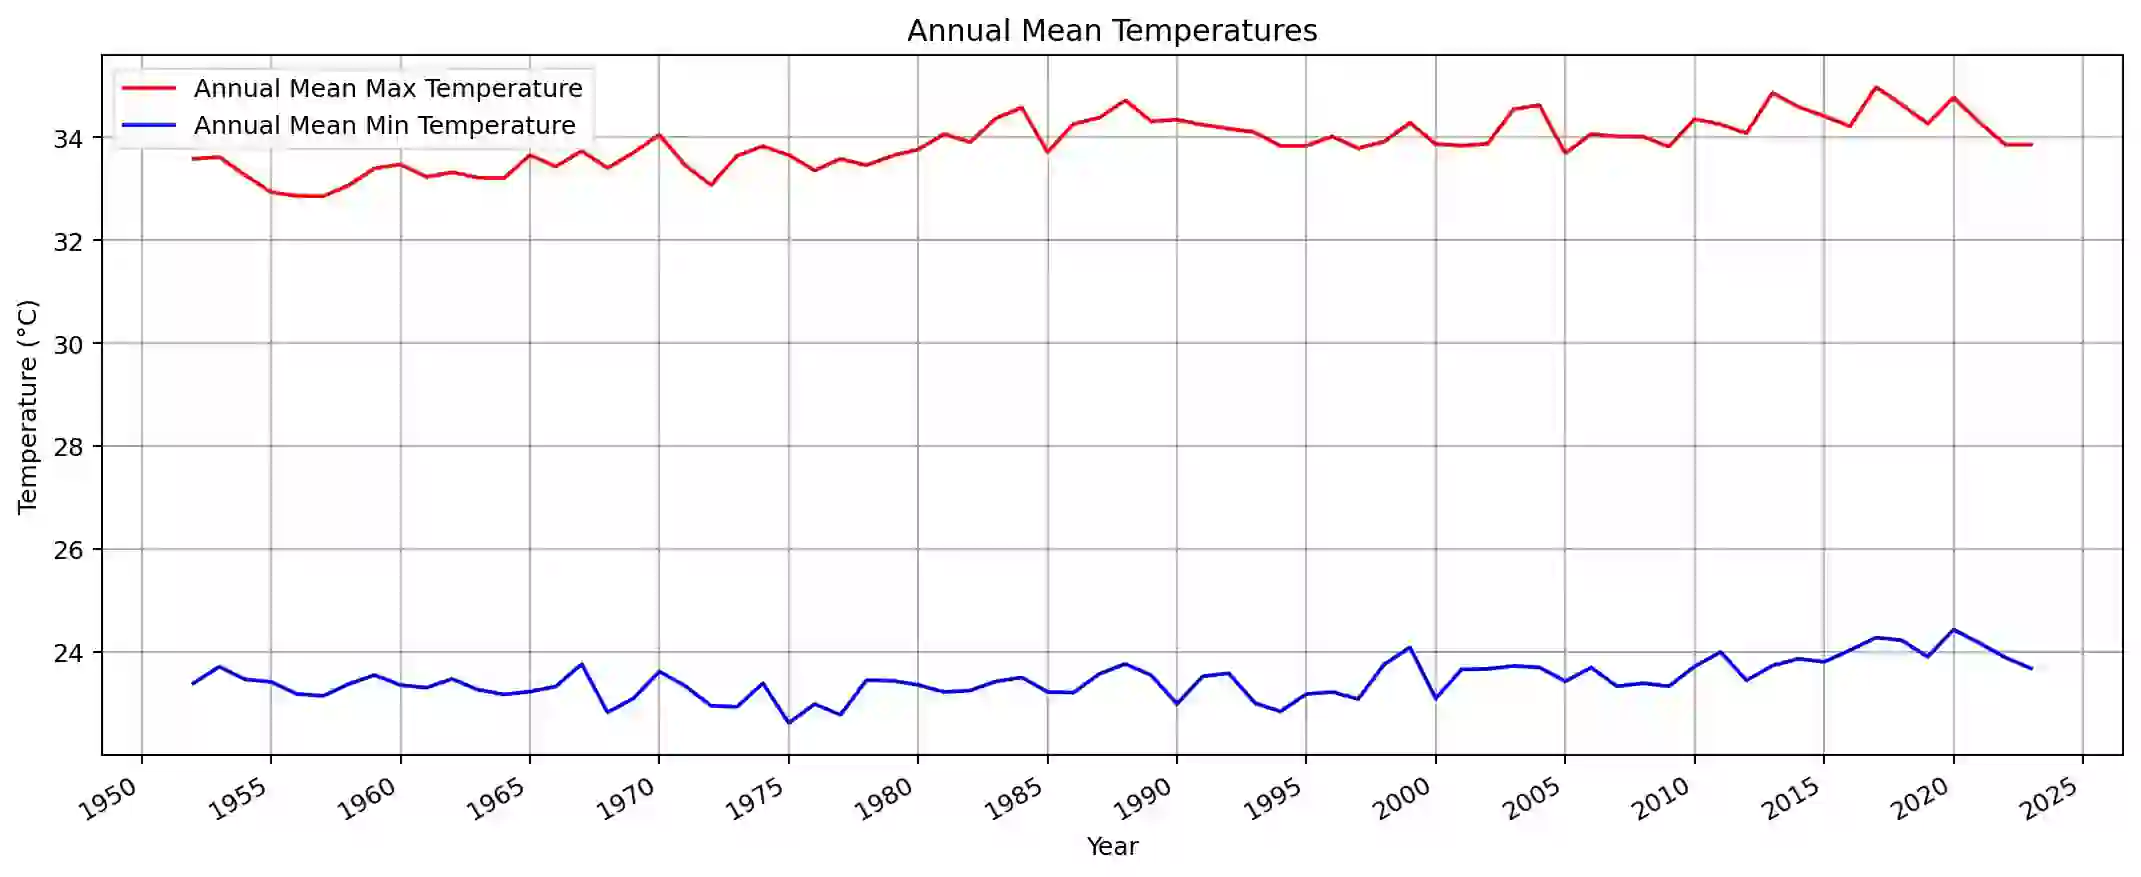 Annual Mean Temperatures
Annual Mean Max Temperature
Annual Mean Min Temperature
34
32
30
28
26
24
Temperature (°C)
1950 1955 1960 1965 1970 1975 1980 1985 1990 1995 2000 2005 2010 2015 2020 2025
Year